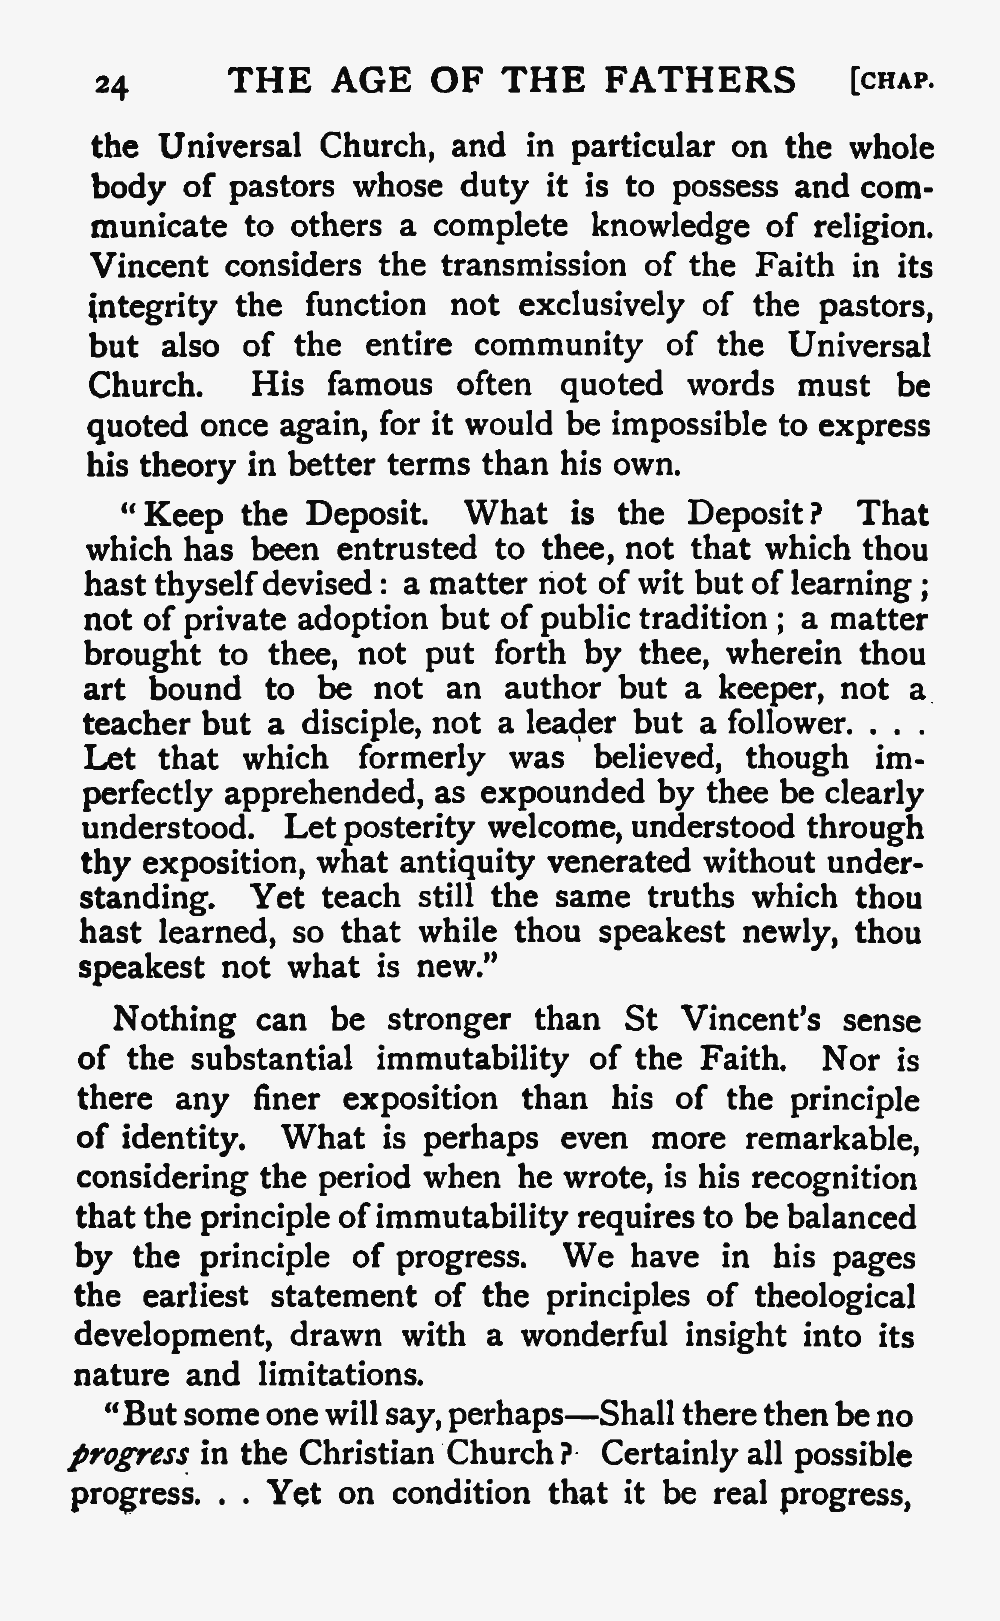 24 THE AGE OF THE FATHERS [CHAP.
the Universal Church, and in particular on the whole
body of pastors whose duty it is to possess and com-
municate to others a complete knowledge of religion.
Vincent considers the transmission of the Faith in its
integrity the function not exclusively of the pastors,
but also of the entire community of the Universal
Church. His famous often quoted words must be
quoted once again, for it would be impossible to express
his theory in better terms than his own.
"Keep the Deposit. What is the Deposit? That
which has been entrusted to thee, not that which thou
hast thyself devised: a matter not of wit but of learning;
not of private adoption but of public tradition; a matter
brought to thee, not put forth by thee, wherein thou
art bound to be not an author but a keeper, not a
teacher but a disciple, not a leader but a follower. . . .
Let that which formerly was believed, though im-
perfectly apprehended, as expounded by thee be clearly
understood. Let posterity welcome, understood through
thy exposition, what antiquity venerated without under-
standing. Yet teach still the same truths which thou
hast learned, so that while thou speakest newly, thou
speakest not what is new."
Nothing can be stronger than St Vincent's sense
of the substantial immutability of the Faith. Nor is
there any finer exposition than his of the principle
of identity. What is perhaps even more remarkable,
considering the period when he wrote, is his recognition
that the principle of immutability requires to be balanced
by the principle of progress. We have in his pages
the earliest statement of the principles of theological
development, drawn with a wonderful insight into its
nature and limitations.
"But some one will say, perhaps—Shall there then be no
progress in the Christian Church? Certainly all possible
progress. . . Yet on condition that it be real progress,